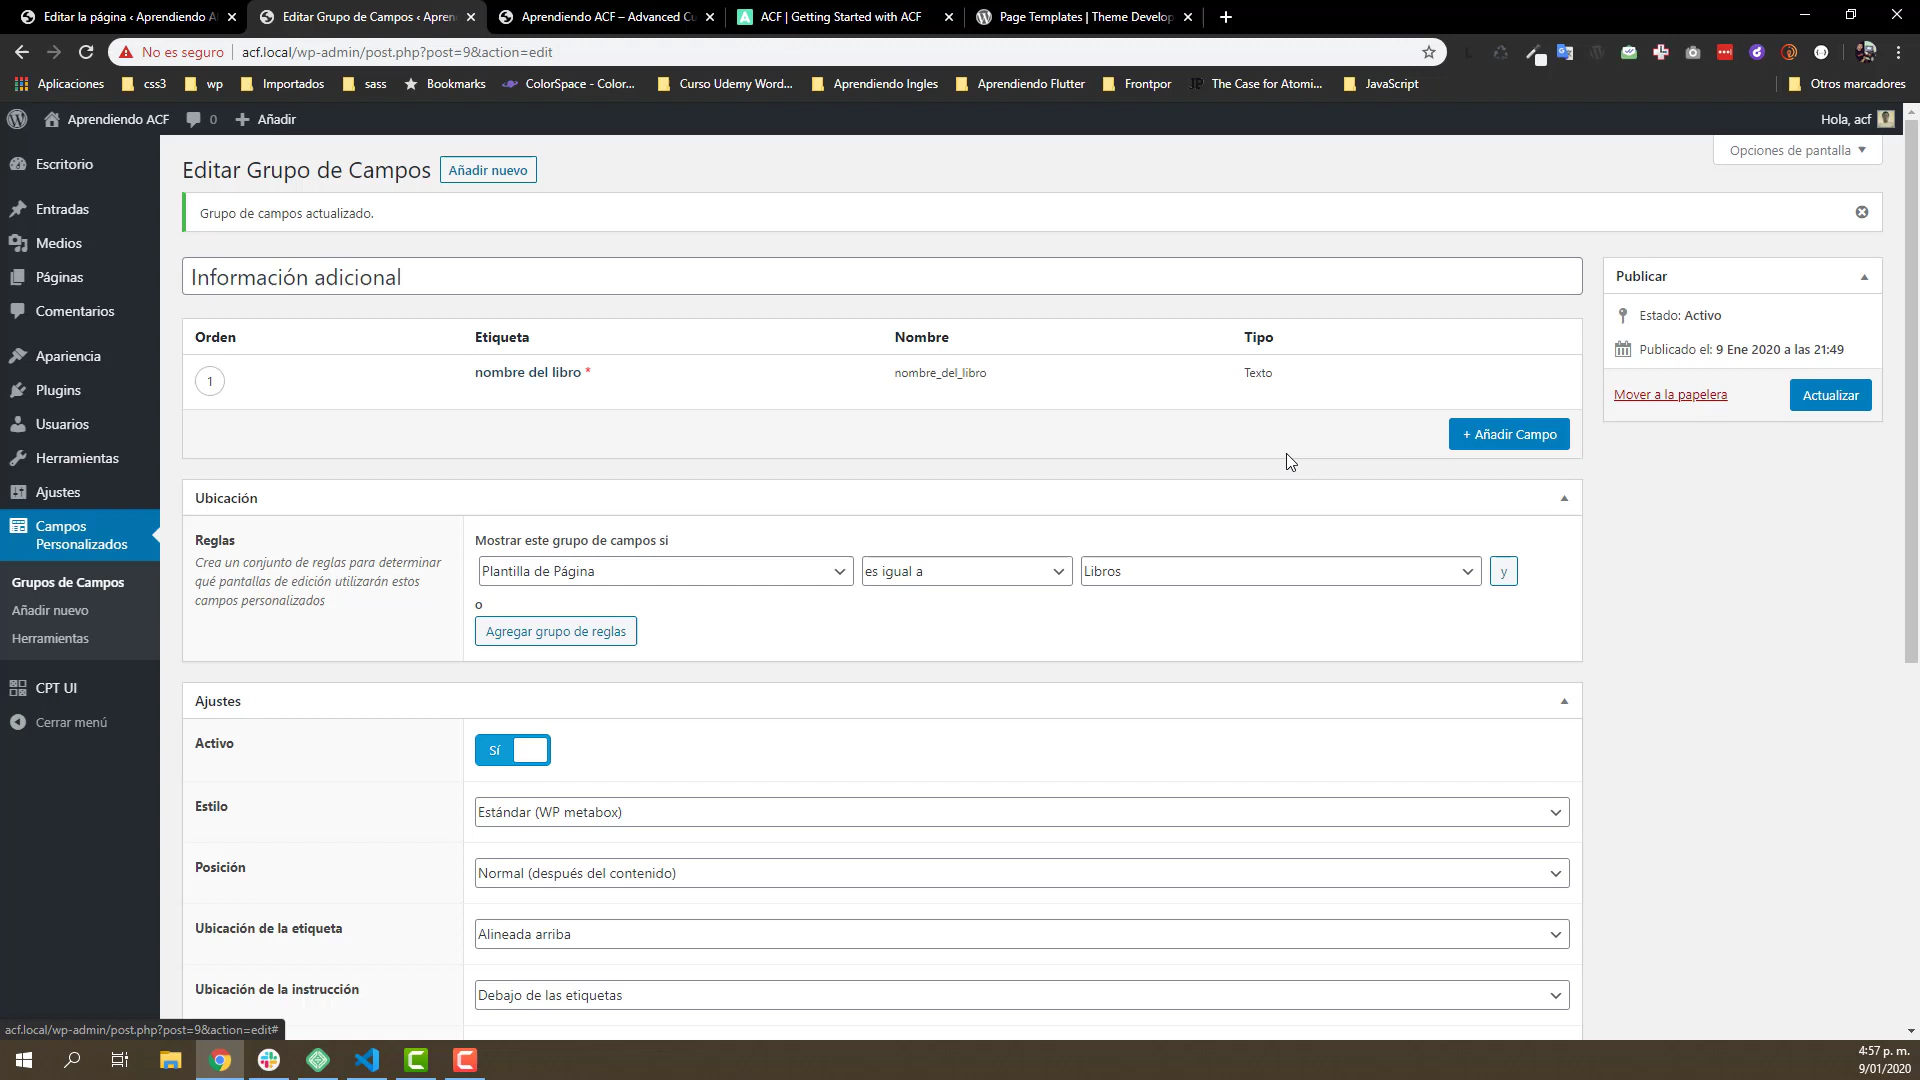 Editar la página ‹ Aprendiendo A
Editar Grupo de Campos ‹ Apren
Aprendiendo ACF – Advanced Cu
ACF | Getting Started with ACF
Page Templates | Theme Develop
No es seguro
acf.local/wp-admin/post.php?post=9&action=edit
Aplicaciones
css3
wp
Importados
sass
Bookmarks
ColorSpace - Color...
Curso Udemy Word...
Aprendiendo Ingles
Aprendiendo Flutter
Frontpor
The Case for Atomi...
JavaScript
Otros marcadores
Aprendiendo ACF
0
Añadir
Hola, acf
Escritorio
Entradas
Medios
Páginas
Comentarios
Apariencia
Plugins
Usuarios
Herramientas
Ajustes
Campos
Personalizados
Grupos de Campos
Añadir nuevo
Herramientas
CPT UI
Cerrar menú
Opciones de pantalla
Editar Grupo de Campos
Añadir nuevo
Grupo de campos actualizado.
Información adicional
Orden
Etiqueta
Nombre
Tipo
1
nombre del libro *
nombre_del_libro
Texto
+ Añadir Campo
Publicar
Estado: Activo
Publicado el: 9 Ene 2020 a las 21:49
Mover a la papelera
Actualizar
Ubicación
Reglas
Crea un conjunto de reglas para determinar
qué pantallas de edición utilizarán estos
campos personalizados
Mostrar este grupo de campos si
Plantilla de Página
es igual a
Libros
y
o
Agregar grupo de reglas
Ajustes
Activo
Sí
Estilo
Estándar (WP metabox)
Posición
Normal (después del contenido)
Ubicación de la etiqueta
Alineada arriba
Ubicación de la instrucción
Debajo de las etiquetas
acf.local/wp-admin/post.php?post=9&action=edit#
4:57 p. m.
9/01/2020